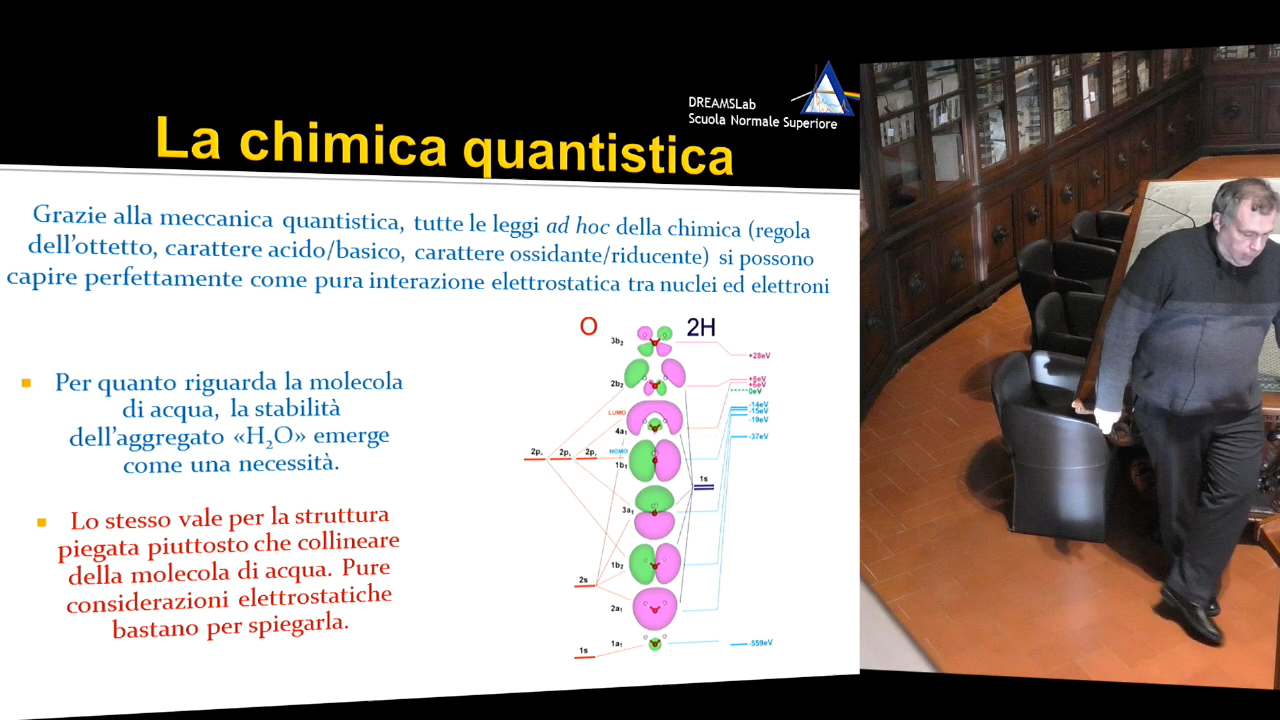 DREAMSLab
Scuola Normale Superiore
La chimica quantistica
Grazie alla meccanica quantistica, tutte le leggi ad hoc della chimica (regola
dell'ottetto, carattere acido/basico, carattere ossidante/riducente) si possono
capire perfettamente come pura interazione elettrostatica tra nuclei ed elettroni
Per quanto riguarda la molecola
di acqua, la stabilità
dell'aggregato «H₂O» emerge
come una necessità.
Lo stesso vale per la struttura
piegata piuttosto che collineare
della molecola di acqua. Pure
considerazioni elettrostatiche
bastano per spiegarla.
O 2H
3b₂
+28eV
2b₂
+8eV
+6eV
0eV
-14eV
-15eV
-19eV
LUMO
4a₁
-37eV
HOMO
1b₁
2p 2p 2p
1s
3a₁
1b₂
2s
2a₁
1a₁
-559eV
1s